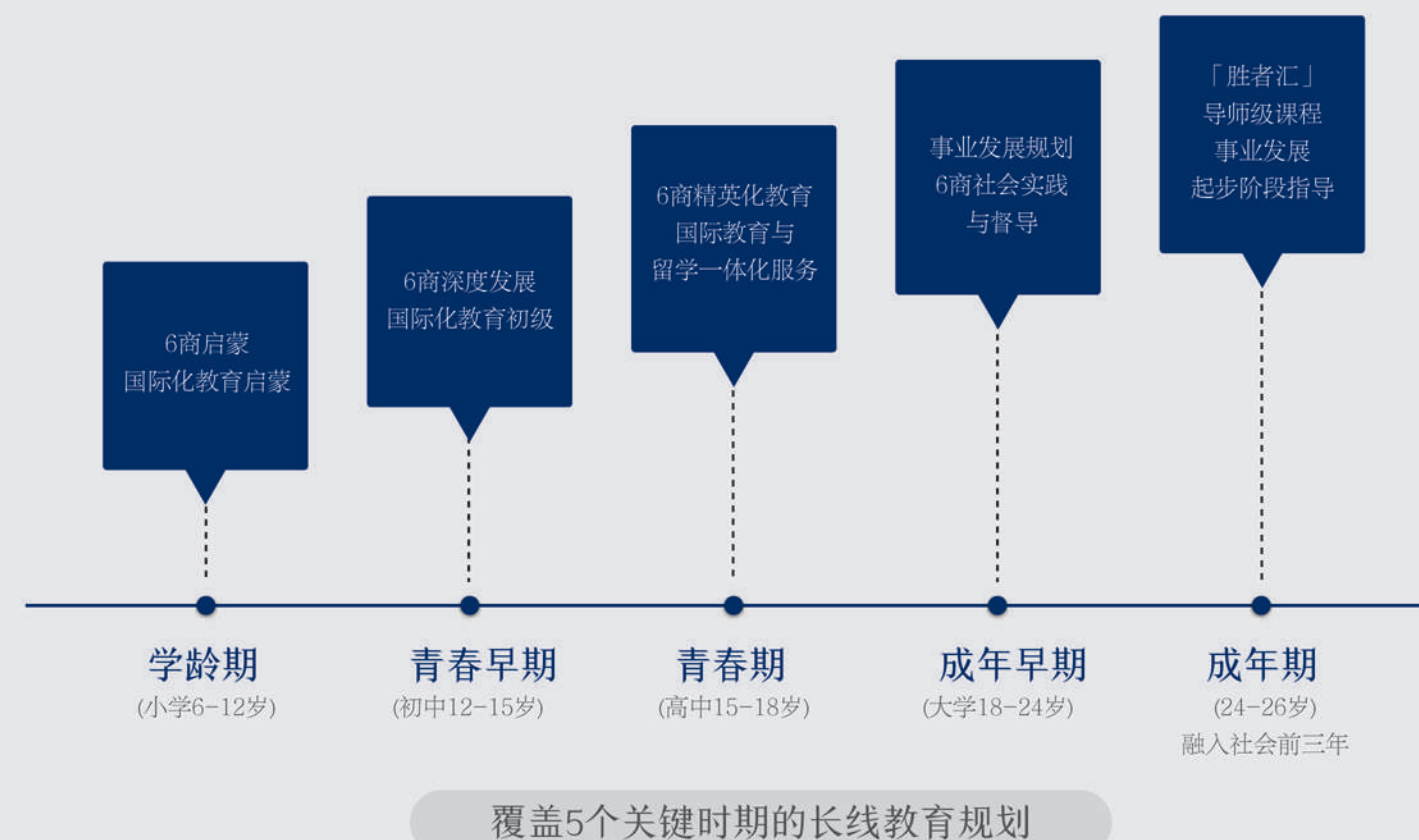 6商启蒙
国际化教育启蒙
6商深度发展
国际化教育初级
6商精英化教育
国际教育与
留学一体化服务
事业发展规划
6商社会实践
与督导
「胜者汇」
导师级课程
事业发展
起步阶段指导
学龄期
(小学6-12岁)
青春早期
(初中12-15岁)
青春期
(高中15-18岁)
成年早期
(大学18-24岁)
成年期
(24-26岁)
融入社会前三年
覆盖5个关键时期的长线教育规划